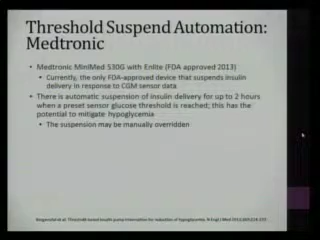 Threshold Suspend Automation:
Medtronic
• Medtronic MiniMed 530G with Enlite (FDA approved 2013)
• Currently, the only FDA-approved device that suspends insulin
delivery in response to CGM sensor data
• There is automatic suspension of insulin delivery for up to 2 hours
when a preset sensor glucose threshold is reached; this has the
potential to mitigate hypoglycemia
• The suspension may be manually overridden